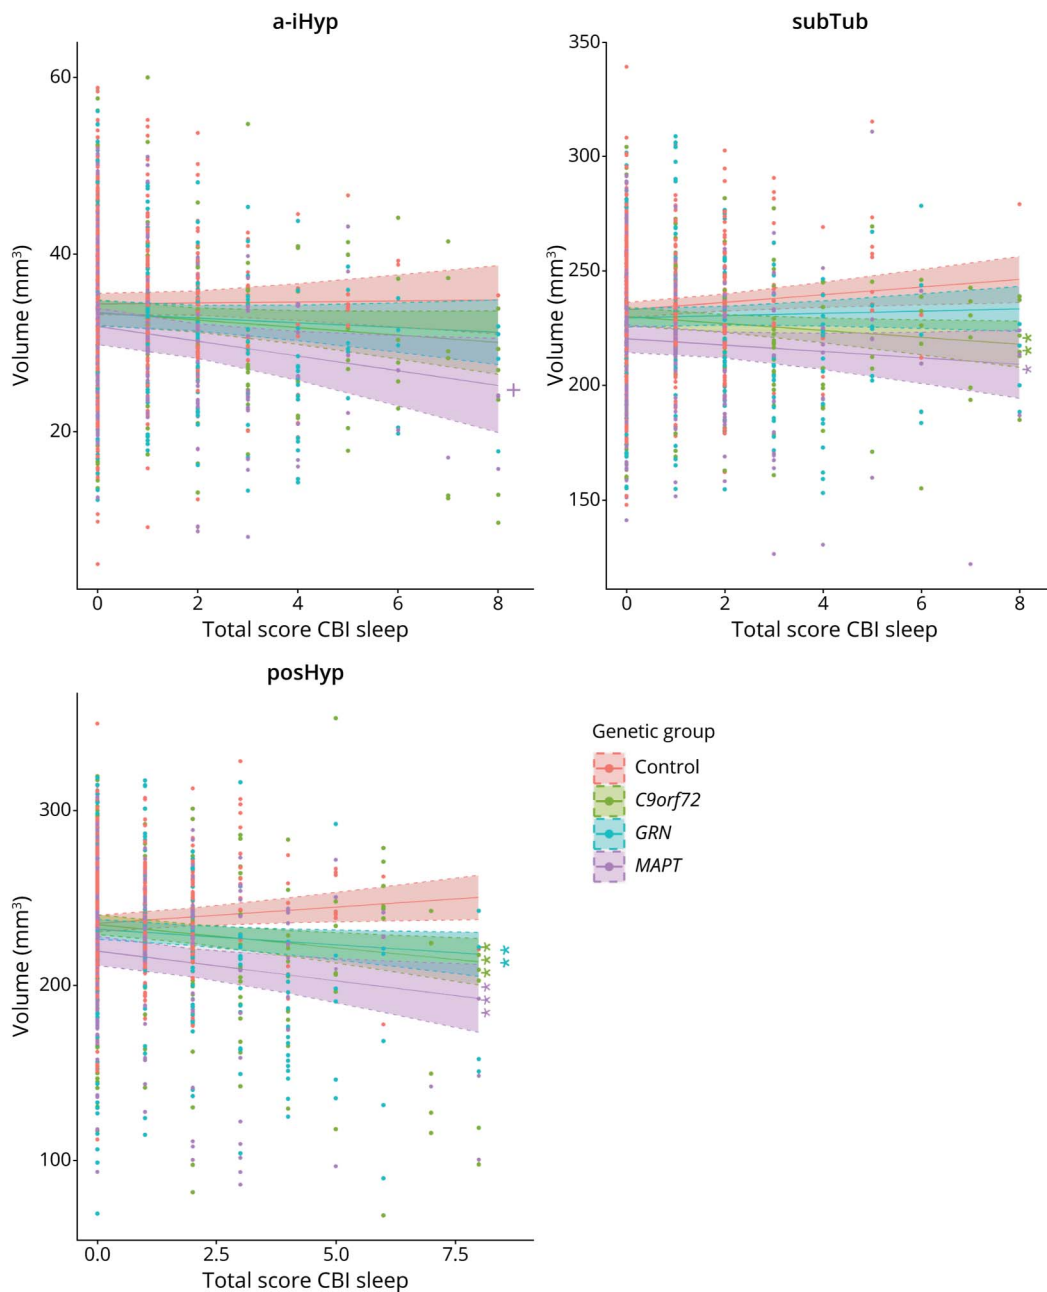 a-iHyp
60
40
20
Volume (mm³)
0 2 4 6 8
Total score CBI sleep
+
subTub
350
300
250
200
150
Volume (mm³)
0 2 4 6 8
Total score CBI sleep
*
*
*
posHyp
300
200
100
Volume (mm³)
0.0 2.5 5.0 7.5
Total score CBI sleep
* *
* *
*
*
*
*
Genetic group
Control
C9orf72
GRN
MAPT